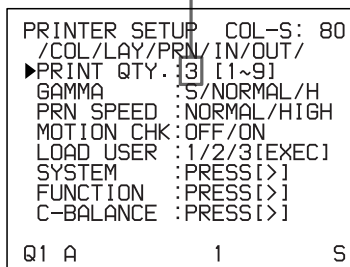 PRINTER SETUP COL-S: 80
/COL/LAY/PRN/IN/OUT/
▶PRINT QTY.:3 [1~9]
GAMMA :S/NORMAL/H
PRN SPEED :NORMAL/HIGH
MOTION CHK:OFF/ON
LOAD USER :1/2/3[EXEC]
SYSTEM :PRESS[>]
FUNCTION :PRESS[>]
C-BALANCE :PRESS[>]
Q1 A 1 S